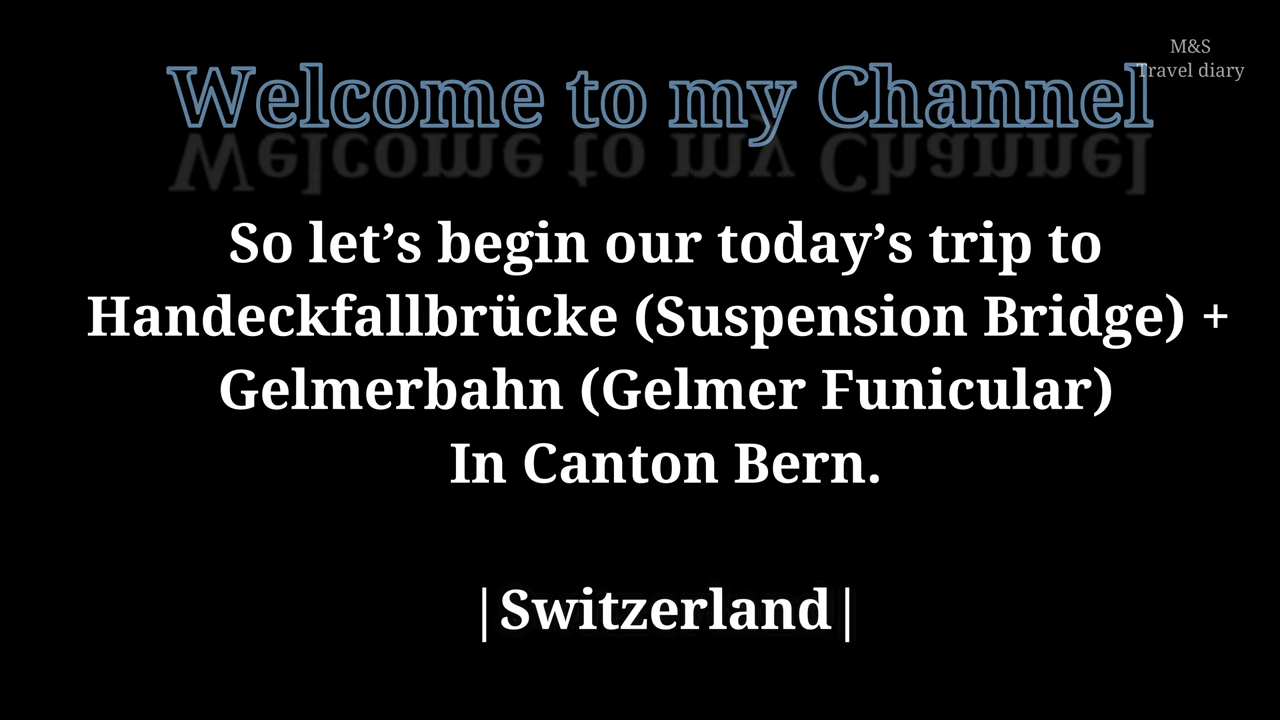 M&S
Travel diary
Welcome to my Channel
So let’s begin our today’s trip to
Handeckfallbrücke (Suspension Bridge) +
Gelmerbahn (Gelmer Funicular)
In Canton Bern.
|Switzerland|